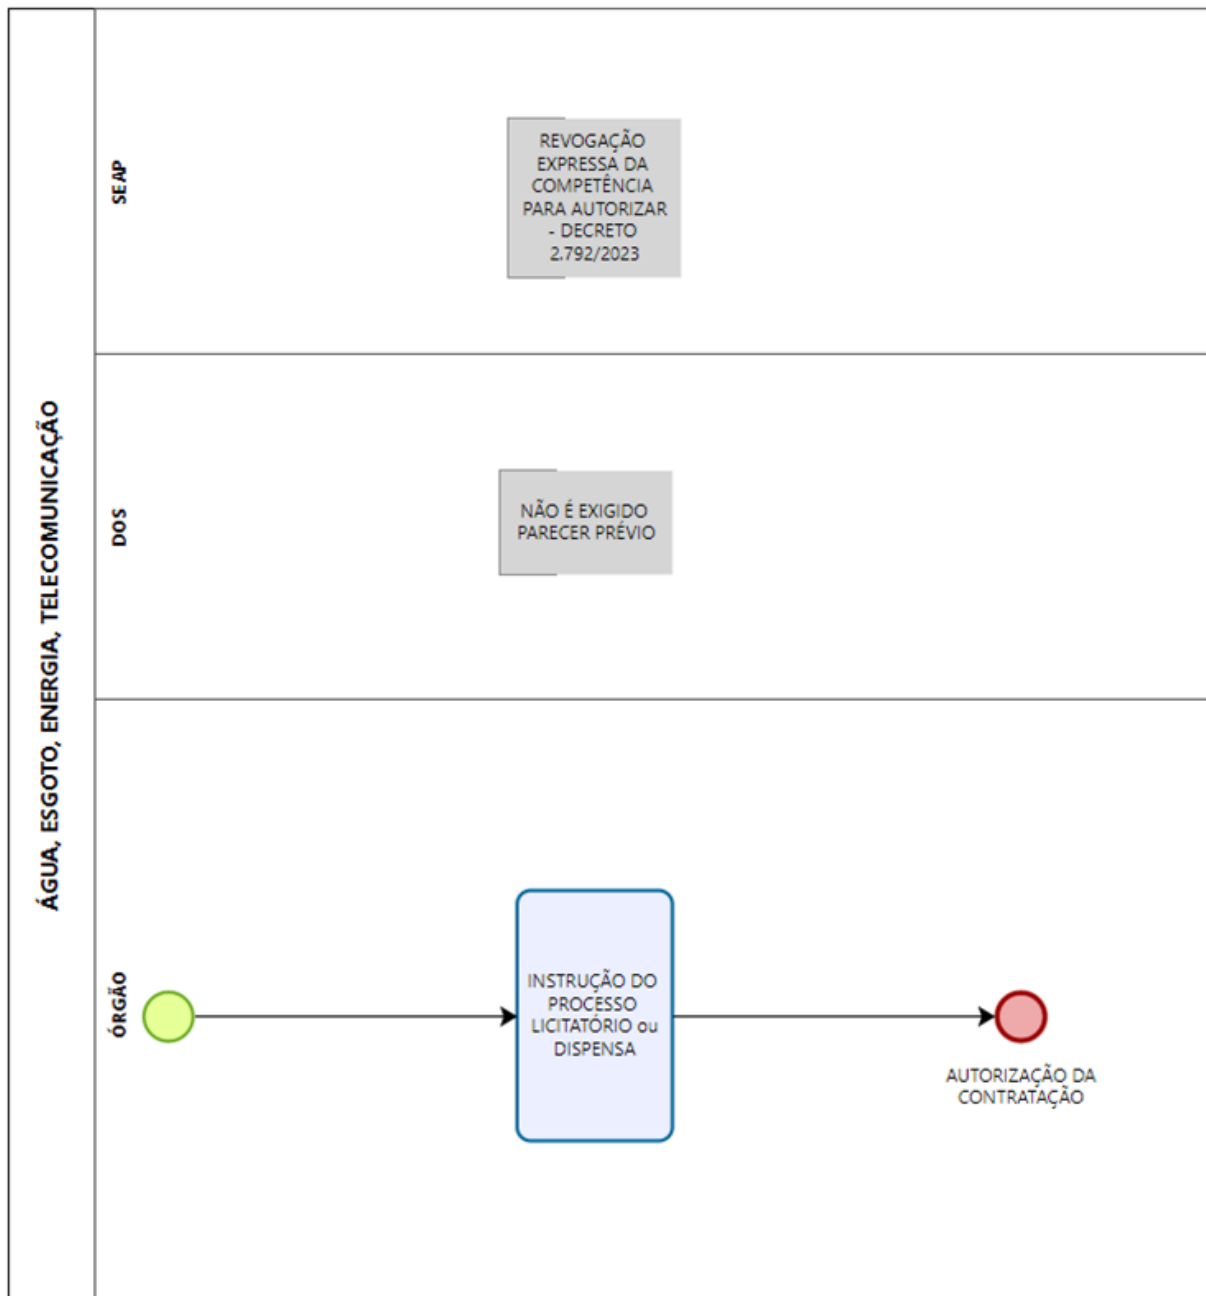 ÁGUA, ESGOTO, ENERGIA, TELECOMUNICAÇÃO
SEAP
REVOGAÇÃO
EXPRESSA DA
COMPETÊNCIA
PARA AUTORIZAR
- DECRETO
2.792/2023
DOS
NÃO É EXIGIDO
PARECER PRÉVIO
ÓRGÃO
INSTRUÇÃO DO
PROCESSO
LICITATÓRIO ou
DISPENSA
AUTORIZAÇÃO DA
CONTRATAÇÃO